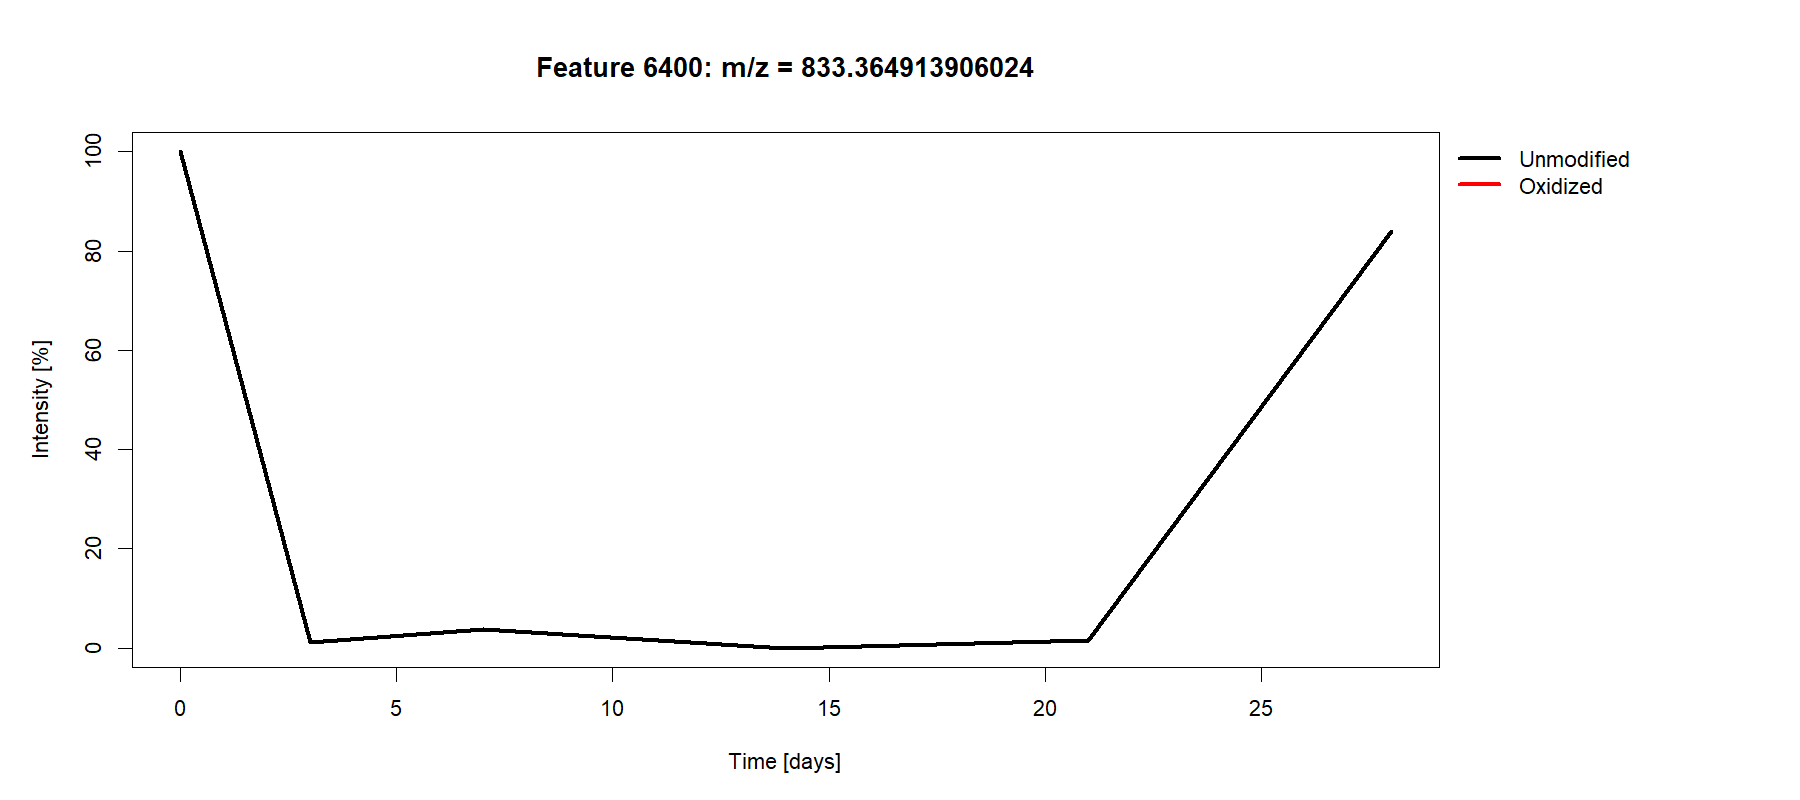 Feature 6400: m/z = 833.364913906024
Unmodified
Oxidized
Intensity [%]
100
80
60
40
20
0
0 5 10 15 20 25
Time [days]